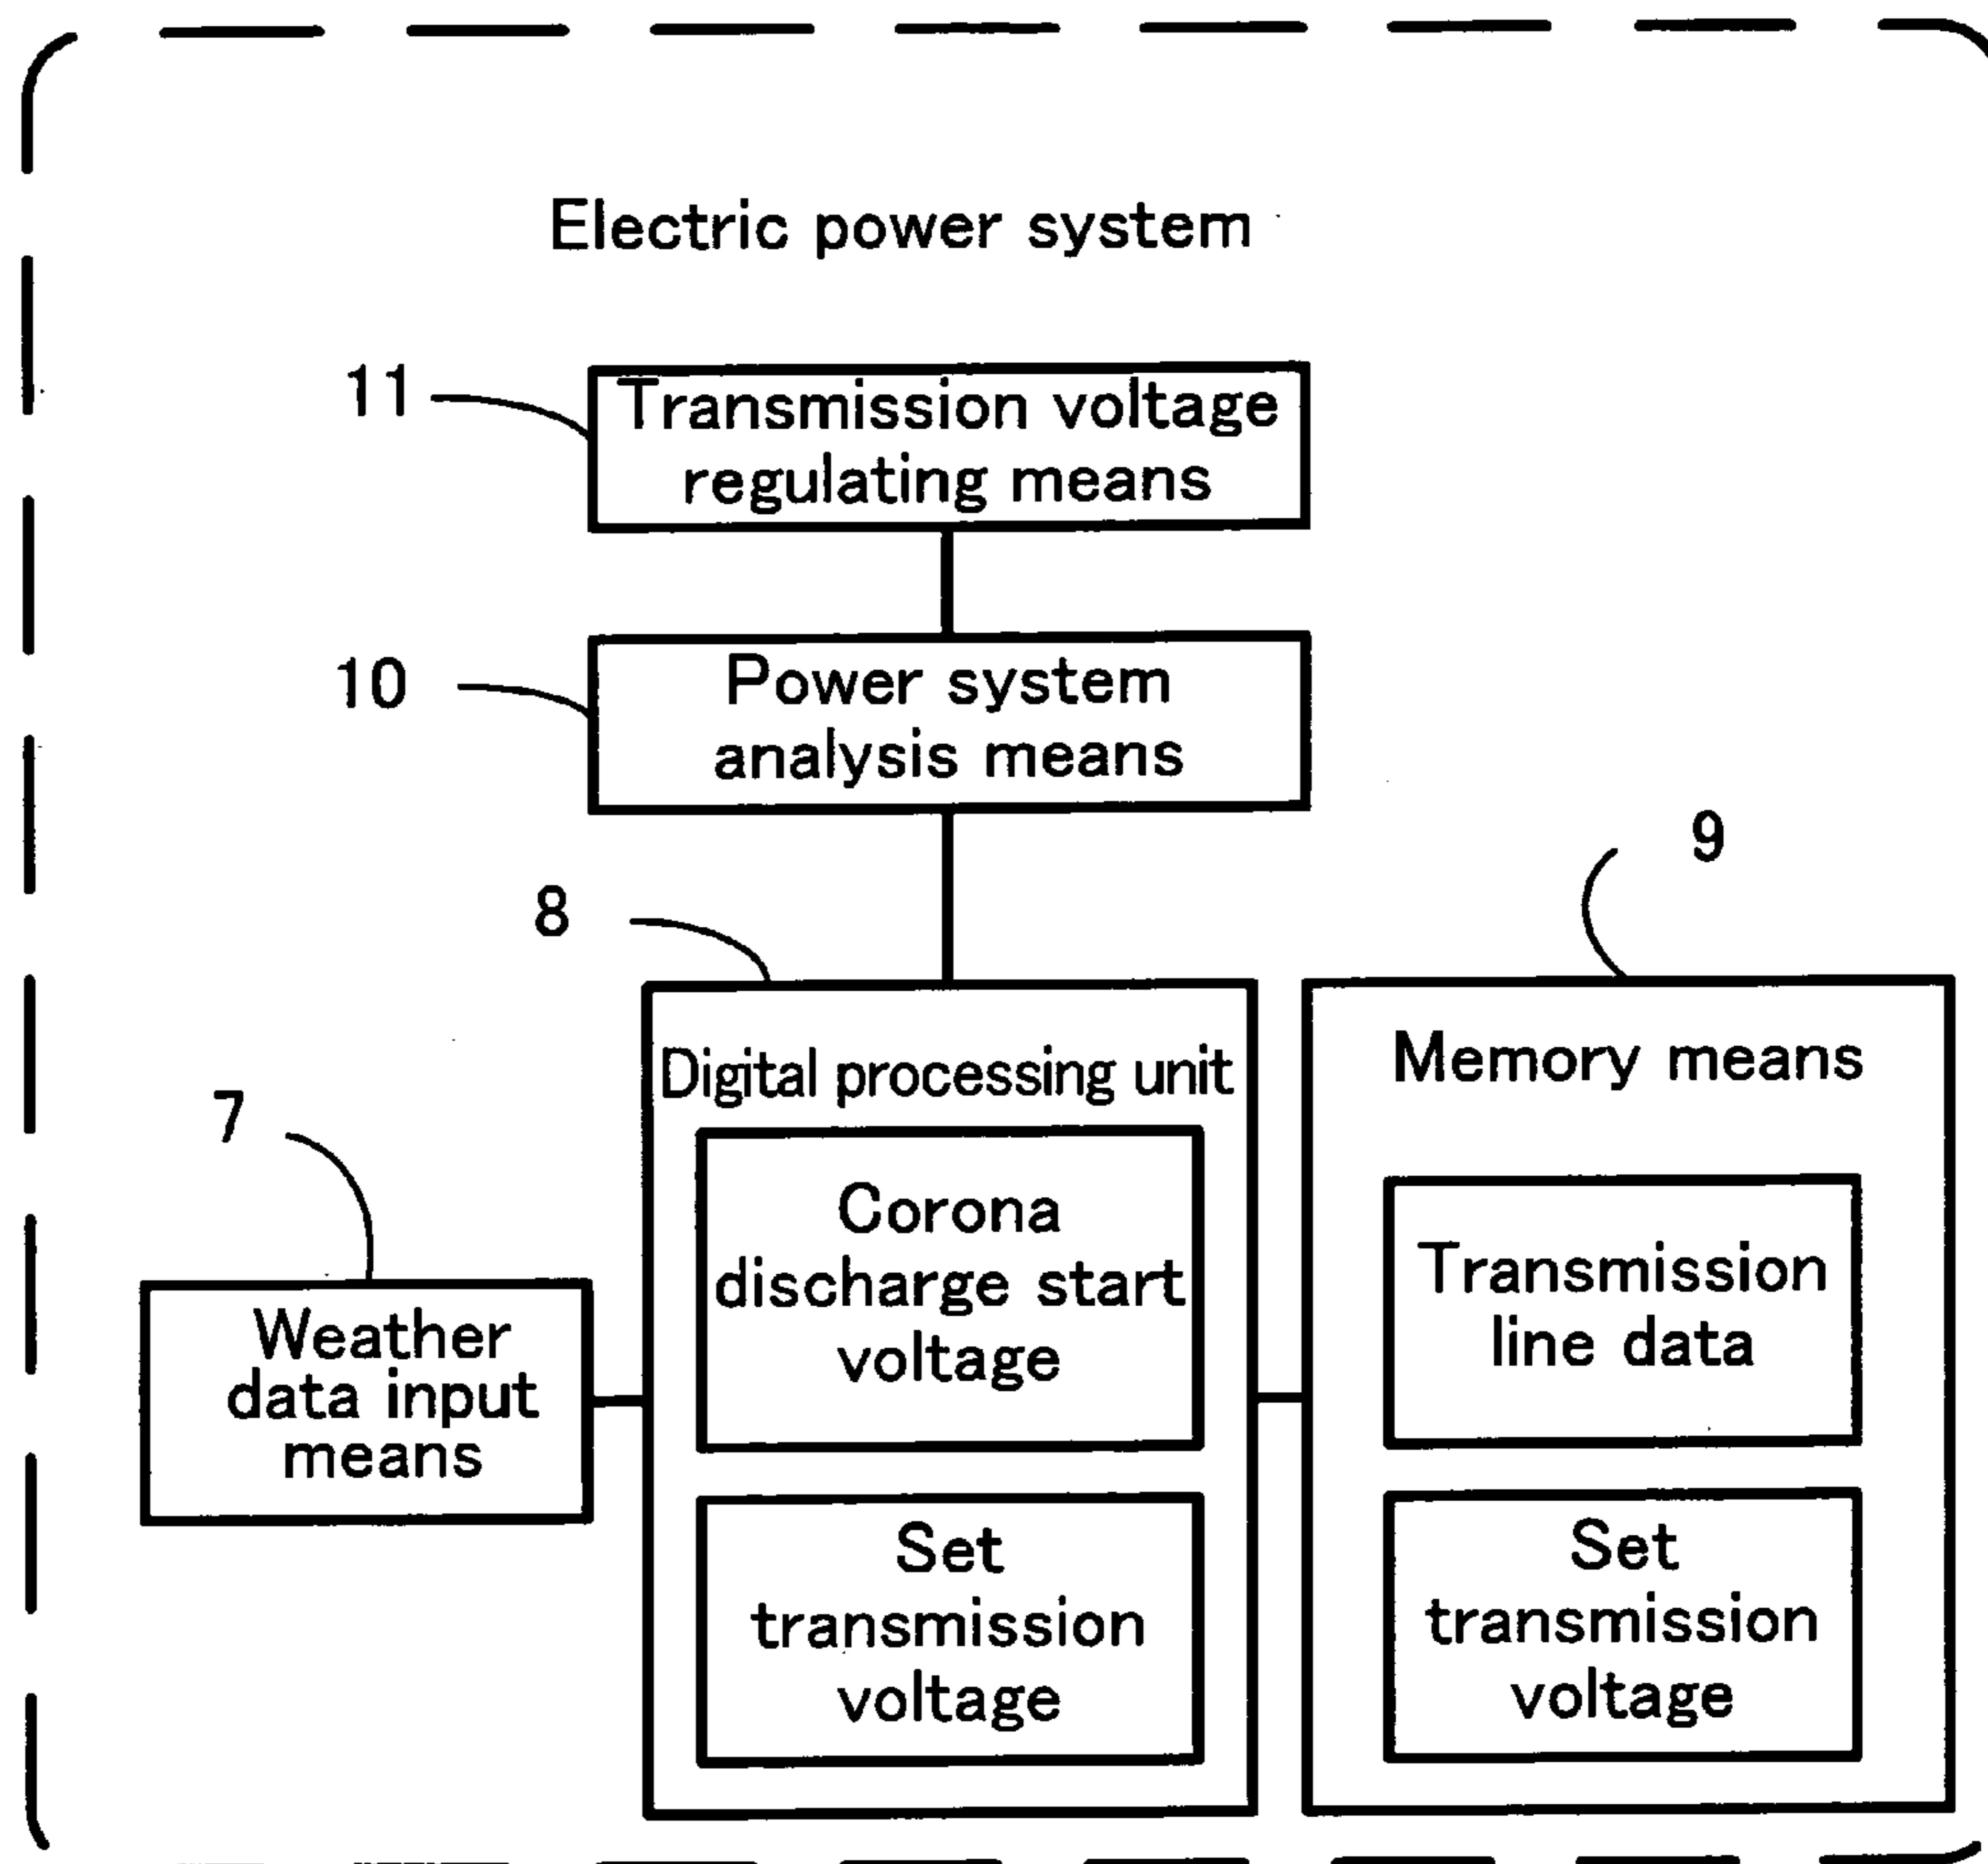 Electric power system
11
Transmission voltage
regulating means
10
Power system
analysis means
8
9
Digital processing unit
Memory means
7
Corona
discharge start
voltage
Transmission
line data
Weather
data input
means
Set
transmission
voltage
Set
transmission
voltage